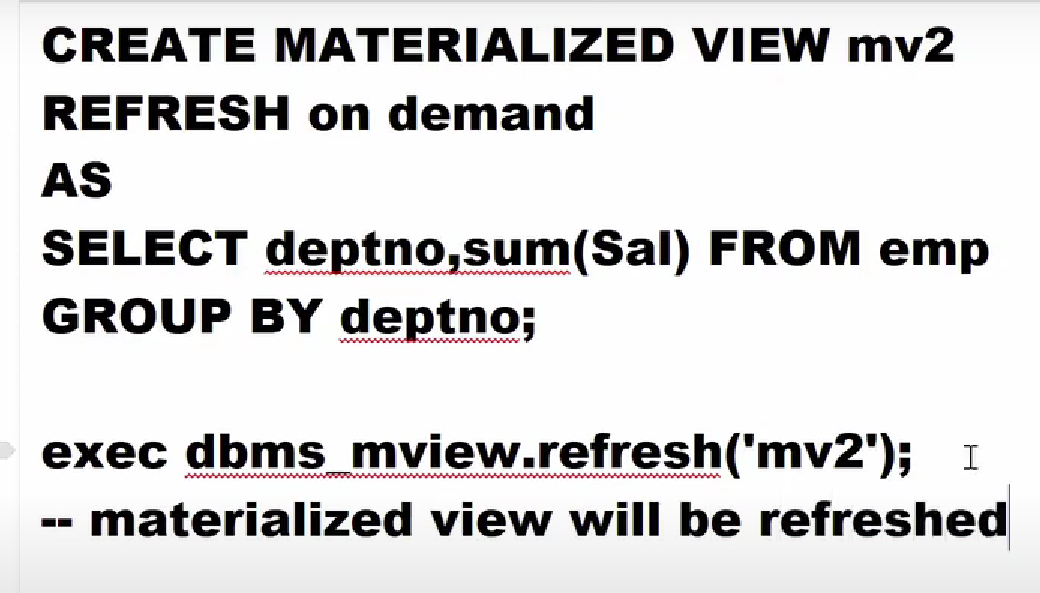 CREATE MATERIALIZED VIEW mv2
REFRESH on demand
AS
SELECT deptno,sum(Sal) FROM emp
GROUP BY deptno;
exec dbms_mview.refresh('mv2');
-- materialized view will be refreshed